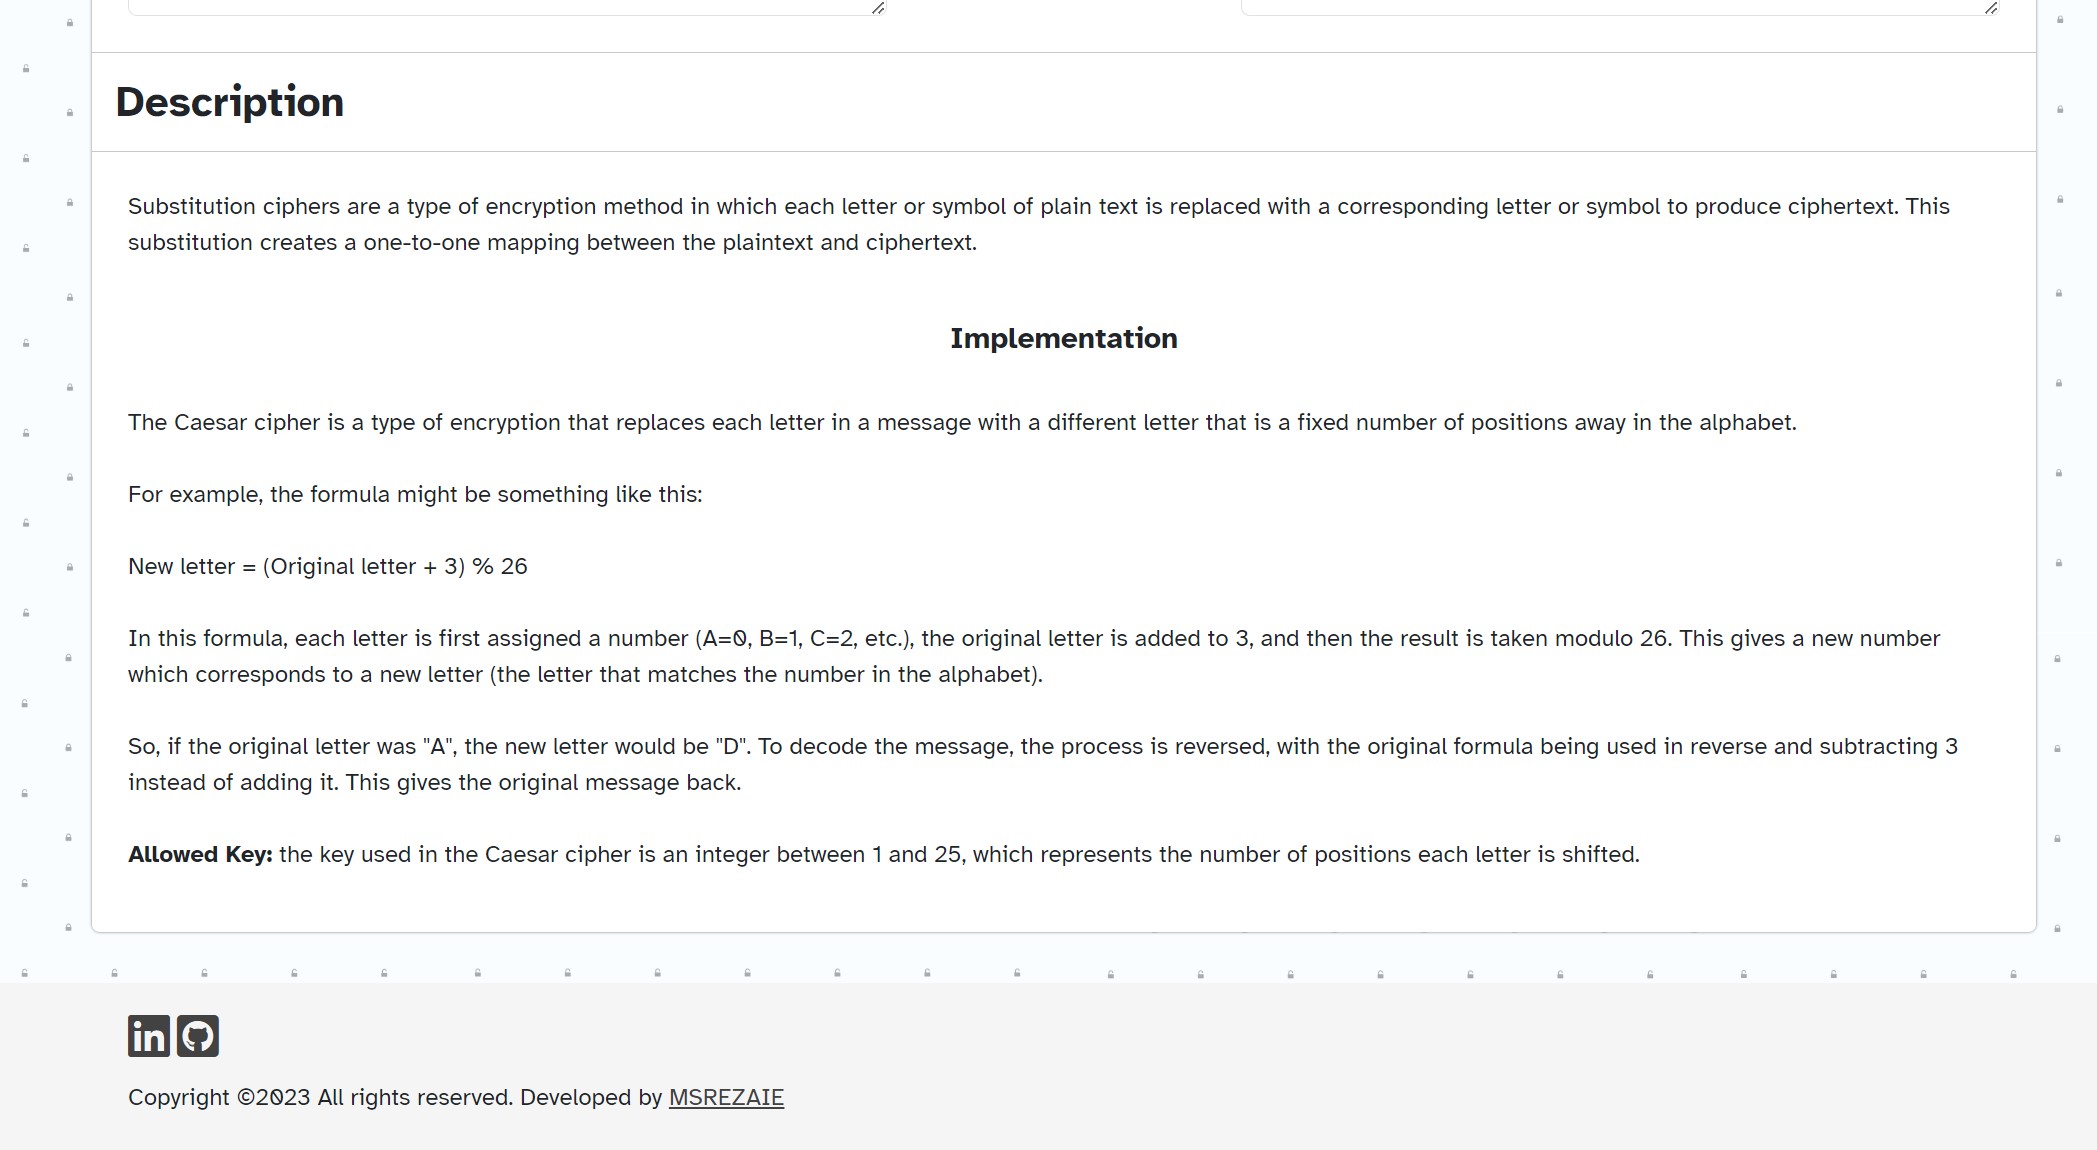 Description
Substitution ciphers are a type of encryption method in which each letter or symbol of plain text is replaced with a corresponding letter or symbol to produce ciphertext. This
substitution creates a one-to-one mapping between the plaintext and ciphertext.
Implementation
The Caesar cipher is a type of encryption that replaces each letter in a message with a different letter that is a fixed number of positions away in the alphabet.
For example, the formula might be something like this:
New letter = (Original letter + 3) % 26
In this formula, each letter is first assigned a number (A=0, B=1, C=2, etc.), the original letter is added to 3, and then the result is taken modulo 26. This gives a new number
which corresponds to a new letter (the letter that matches the number in the alphabet).
So, if the original letter was "A", the new letter would be "D". To decode the message, the process is reversed, with the original formula being used in reverse and subtracting 3
instead of adding it. This gives the original message back.
Allowed Key: the key used in the Caesar cipher is an integer between 1 and 25, which represents the number of positions each letter is shifted.
in
Copyright ©2023 All rights reserved. Developed by MSREZAIE